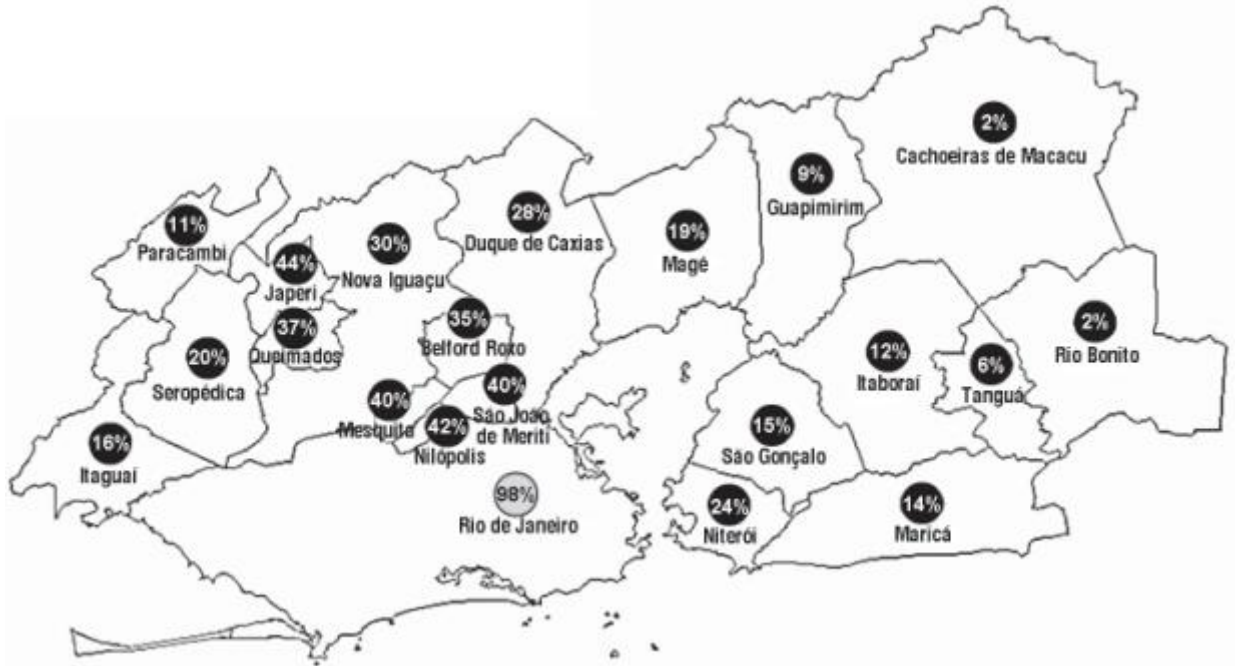 2%
Cachoeiras de Macacu
9%
Guapimirim
28%
Duque de Caxias
11%
Paracambi
19%
Magé
30%
Nova Iguaçu
44%
Japeri
37%
Queimados
35%
Belford Roxo
2%
Rio Bonito
20%
Seropédica
12%
Itaboraí
6%
Tanguá
40%
Mesquita
40%
São João
de Meriti
42%
Nilópolis
16%
Itaguaí
15%
São Gonçalo
98%
Rio de Janeiro
24%
Niterói
14%
Maricá